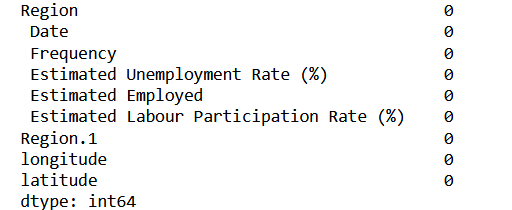 Region 0
Date 0
Frequency 0
Estimated Unemployment Rate (%) 0
Estimated Employed 0
Estimated Labour Participation Rate (%) 0
Region.1 0
longitude 0
latitude 0
dtype: int64